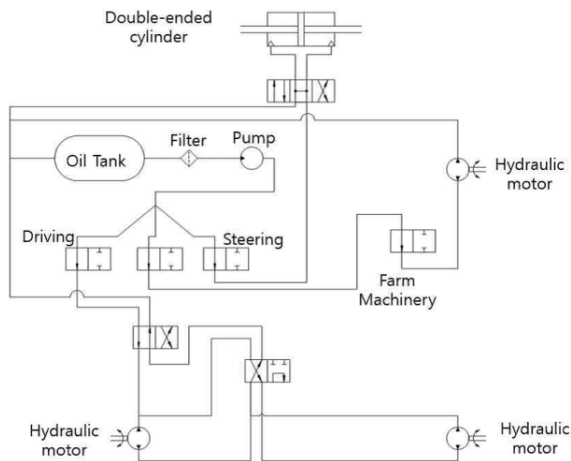 Double-ended
cylinder
Filter
Pump
Oil Tank
Hydraulic
motor
Driving
Steering
Farm
Machinery
Hydraulic
motor
Hydraulic
motor